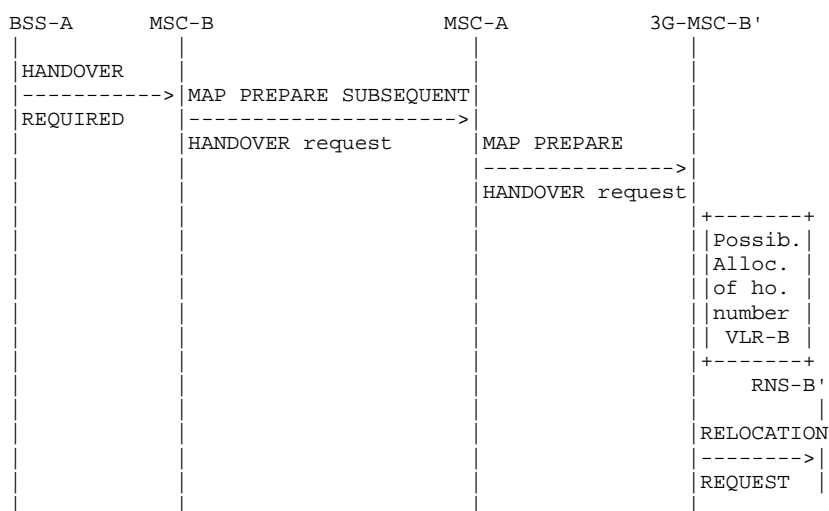 BSS-A MSC-B MSC-A 3G-MSC-B'
HANDOVER
MAP PREPARE SUBSEQUENT
REQUIRED
HANDOVER request MAP PREPARE
HANDOVER request
Possib.
Alloc.
of ho.
number
VLR-B
RNS-B'
RELOCATION
REQUEST